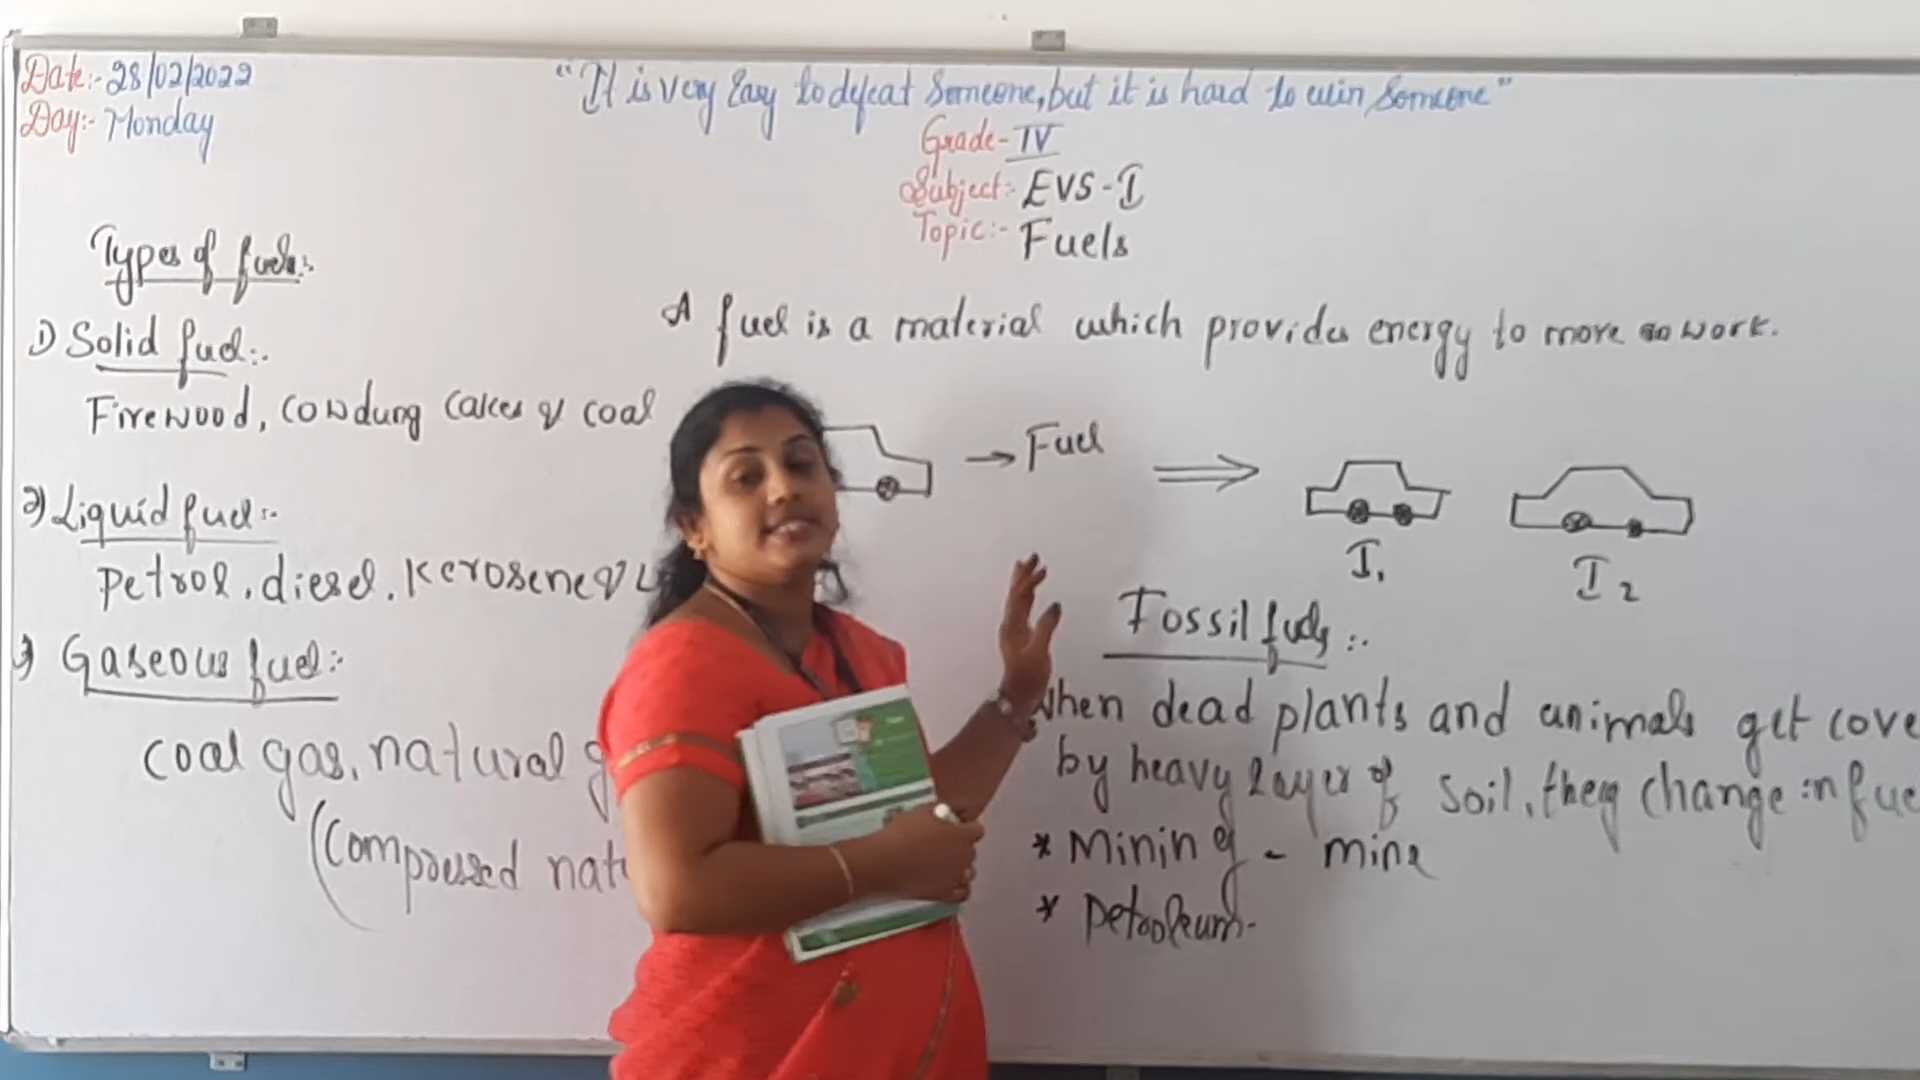 Date:- 28/02/2022
Day:- Monday
"It is very Easy to defeat Someone, but it is hard to win Someone"
Grade- IV
Subject:- EVS-I
Topic:- Fuels
Types of fuels:-
1) Solid fuel:-
Firewood, cowdung cakes & coal
2) Liquid fuel:-
Petrol, diesel, kerosene & L
3) Gaseous fuel:-
coal gas, natural g
(Compressed natu
A fuel is a material which provides energy to more work.
→ Fuel ⇒
I1 I2
Fossil fuels:-
When dead plants and animals get cove
by heavy layer of soil, they change in fue
* Mining - mine
* Petroleum.